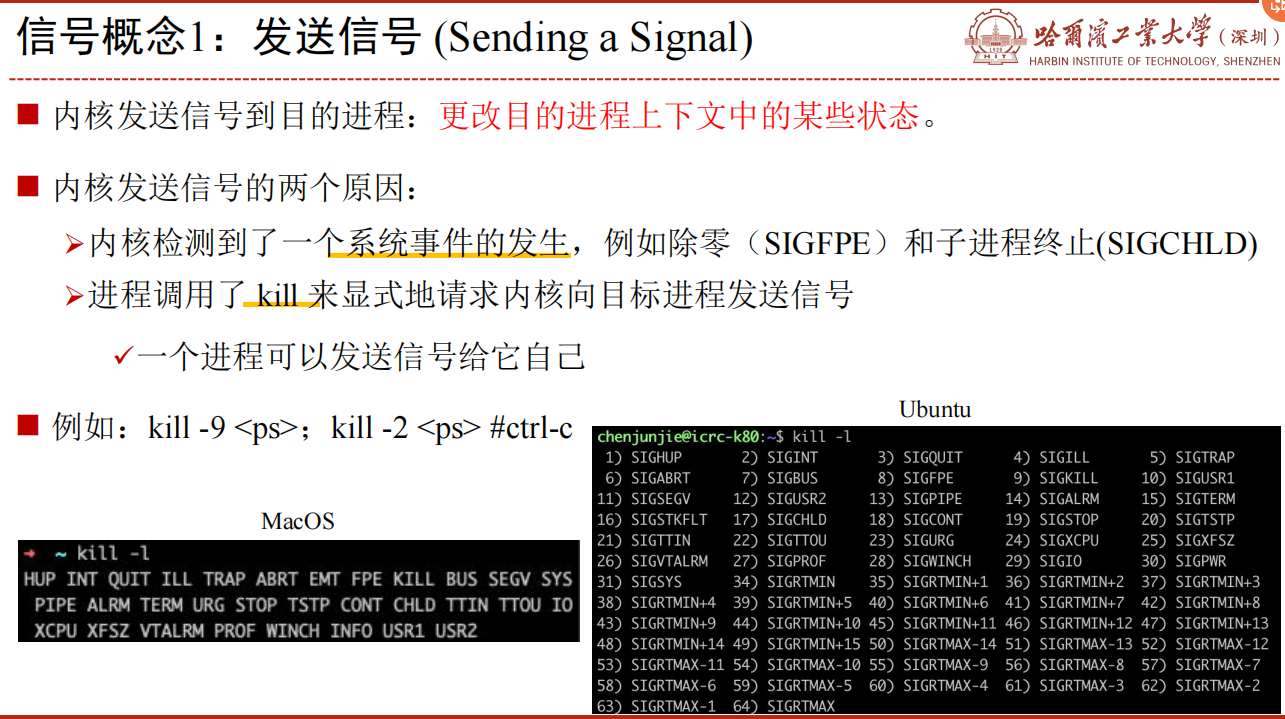 信号概念1：发送信号 (Sending a Signal)
哈尔滨工业大学（深圳）
HARBIN INSTITUTE OF TECHNOLOGY, SHENZHEN
内核发送信号到目的进程：更改目的进程上下文中的某些状态。
内核发送信号的两个原因：
内核检测到了一个系统事件的发生，例如除零（SIGFPE）和子进程终止(SIGCHLD)
进程调用了 kill 来显式地请求内核向目标进程发送信号
一个进程可以发送信号给它自己
例如：kill -9 <ps>；kill -2 <ps> #ctrl-c
MacOS
➜ ~ kill -l
HUP INT QUIT ILL TRAP ABRT EMT FPE KILL BUS SEGV SYS
PIPE ALRM TERM URG STOP TSTP CONT CHLD TTIN TTOU IO
XCPU XFSZ VTALRM PROF WINCH INFO USR1 USR2
Ubuntu
chenjunjie@icrc-k80:~$ kill -l
1) SIGHUP 2) SIGINT 3) SIGQUIT 4) SIGILL 5) SIGTRAP
6) SIGABRT 7) SIGBUS 8) SIGFPE 9) SIGKILL 10) SIGUSR1
11) SIGSEGV 12) SIGUSR2 13) SIGPIPE 14) SIGALRM 15) SIGTERM
16) SIGSTKFLT 17) SIGCHLD 18) SIGCONT 19) SIGSTOP 20) SIGTSTP
21) SIGTTIN 22) SIGTTOU 23) SIGURG 24) SIGXCPU 25) SIGXFSZ
26) SIGVTALRM 27) SIGPROF 28) SIGWINCH 29) SIGIO 30) SIGPWR
31) SIGSYS 34) SIGRTMIN 35) SIGRTMIN+1 36) SIGRTMIN+2 37) SIGRTMIN+3
38) SIGRTMIN+4 39) SIGRTMIN+5 40) SIGRTMIN+6 41) SIGRTMIN+7 42) SIGRTMIN+8
43) SIGRTMIN+9 44) SIGRTMIN+10 45) SIGRTMIN+11 46) SIGRTMIN+12 47) SIGRTMIN+13
48) SIGRTMIN+14 49) SIGRTMIN+15 50) SIGRTMAX-14 51) SIGRTMAX-13 52) SIGRTMAX-12
53) SIGRTMAX-11 54) SIGRTMAX-10 55) SIGRTMAX-9 56) SIGRTMAX-8 57) SIGRTMAX-7
58) SIGRTMAX-6 59) SIGRTMAX-5 60) SIGRTMAX-4 61) SIGRTMAX-3 62) SIGRTMAX-2
63) SIGRTMAX-1 64) SIGRTMAX